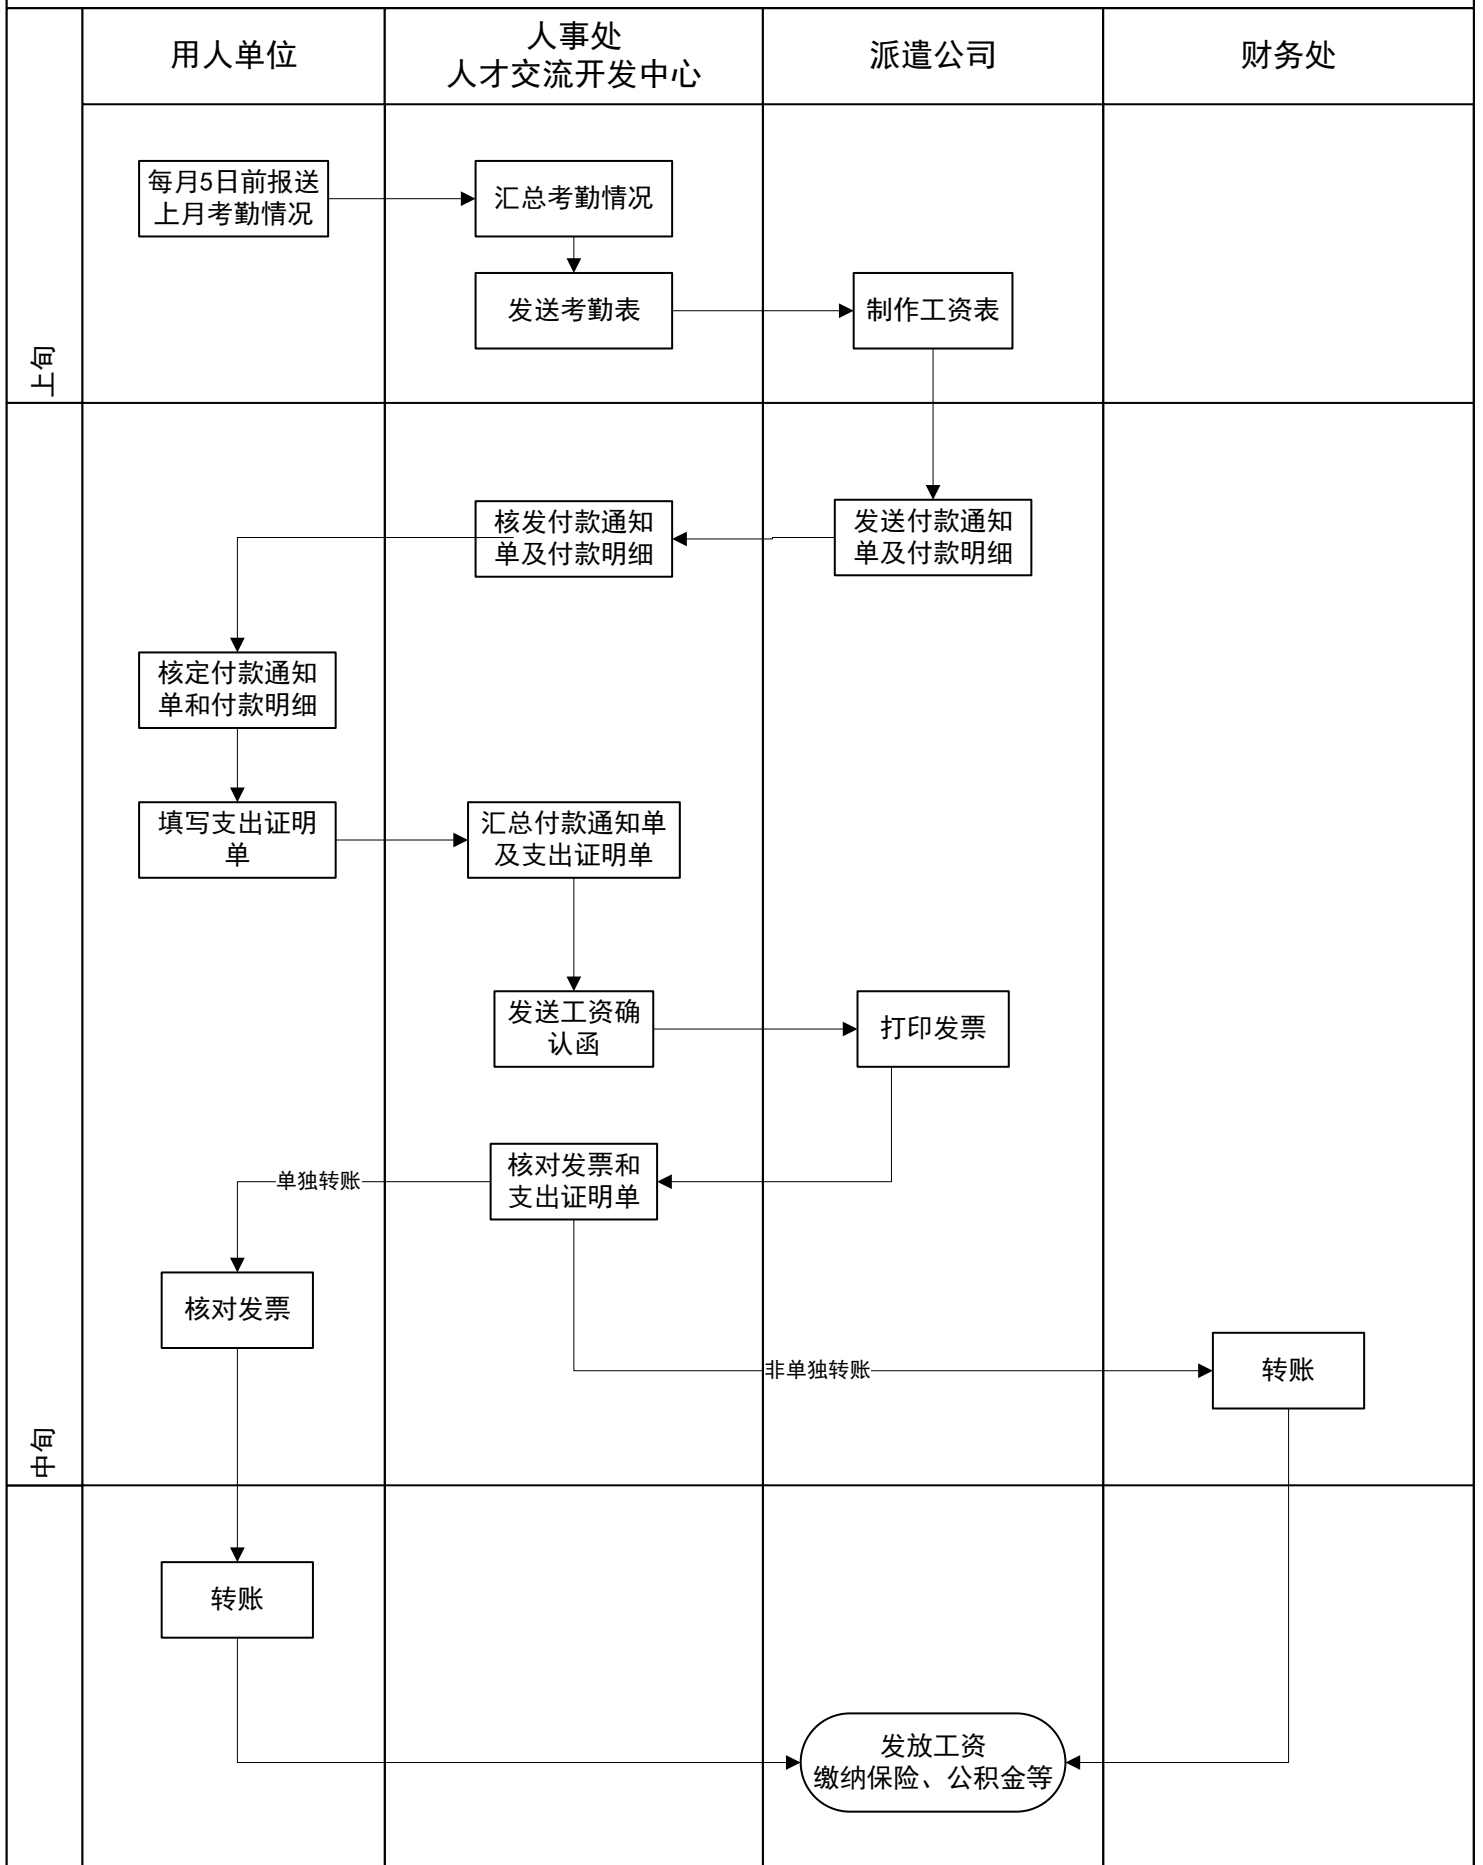 用人单位
人事处
人才交流开发中心
派遣公司
财务处
每月5日前报送
上月考勤情况
汇总考勤情况
发送考勤表
制作工资表
上旬
核发付款通知
单及付款明细
发送付款通知
单及付款明细
核定付款通知
单和付款明细
填写支出证明
单
汇总付款通知单
及支出证明单
发送工资确
认函
打印发票
核对发票和
支出证明单
单独转账
核对发票
非单独转账
转账
中旬
转账
发放工资
缴纳保险、公积金等